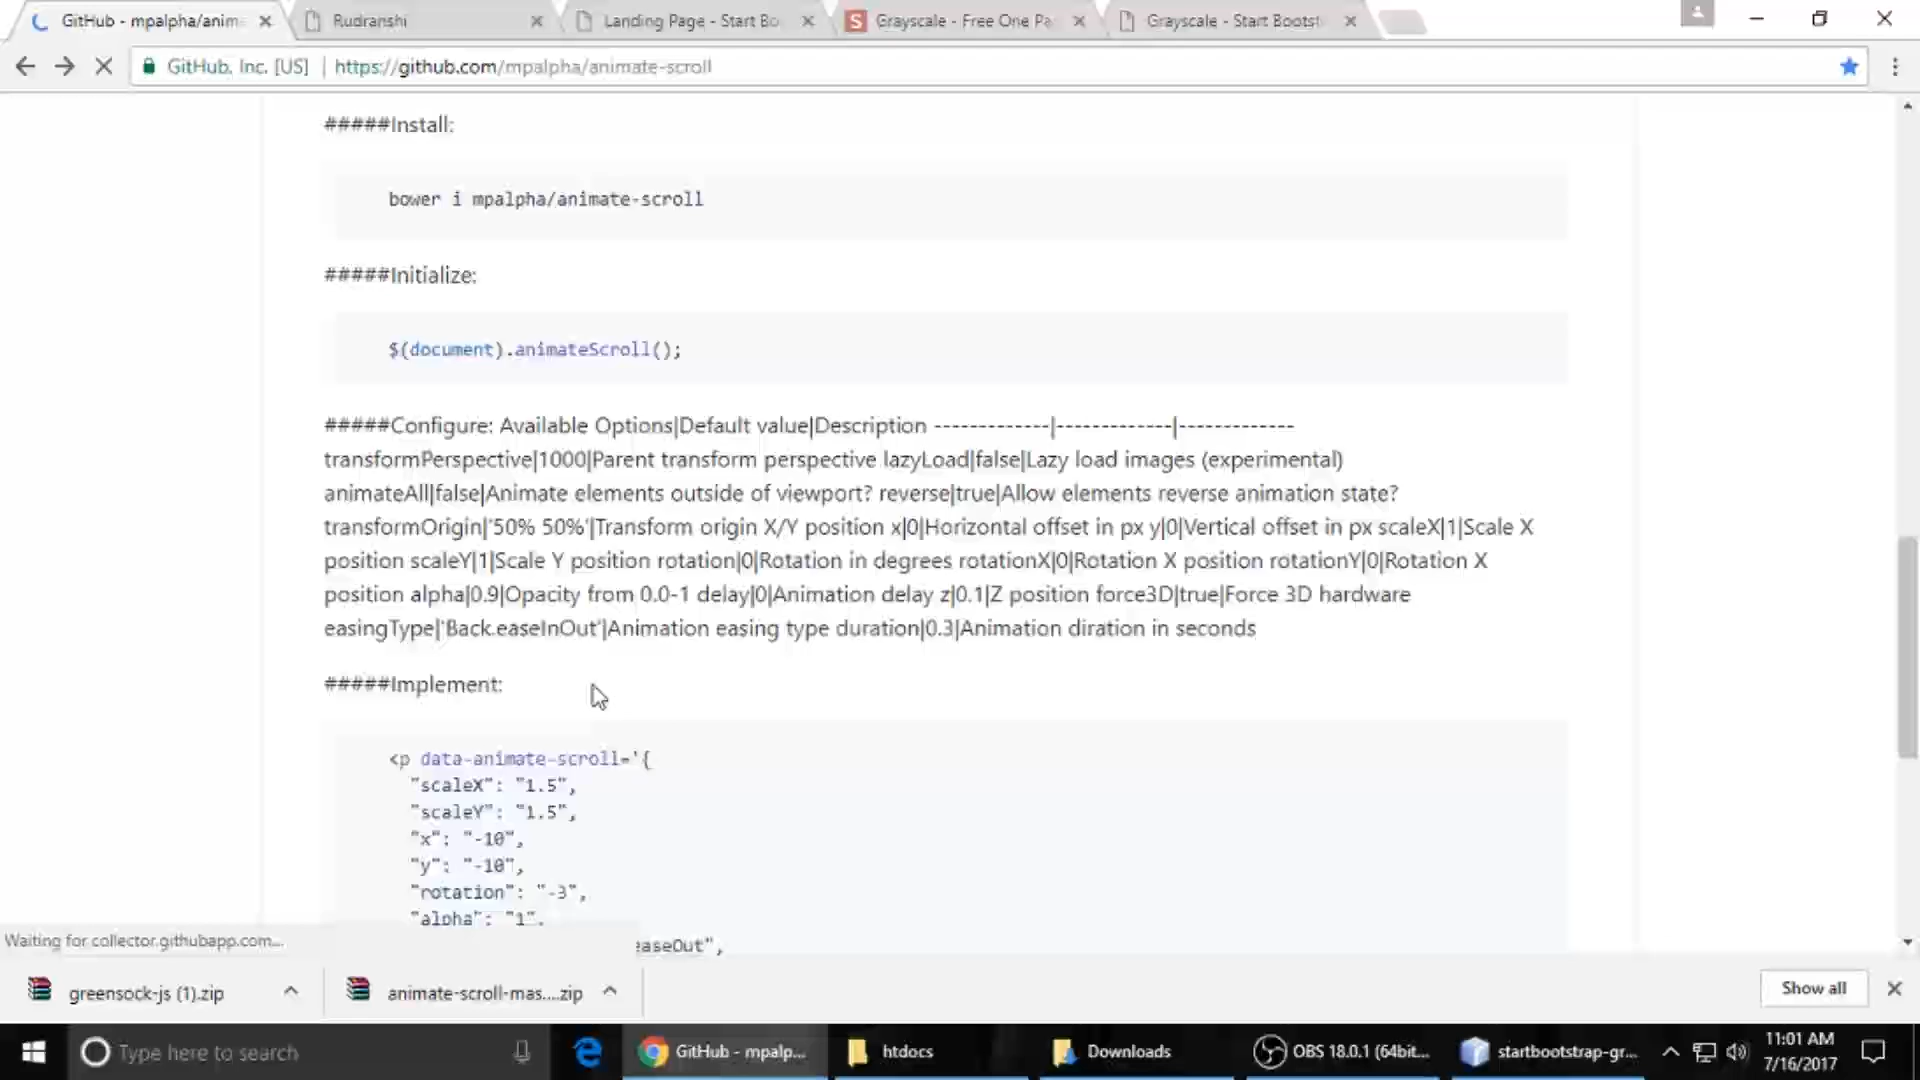 GitHub - mpalpha/anim
Rudranshi
Landing Page - Start Bo
Grayscale - Free One Pa
Grayscale - Start Bootst
GitHub, Inc. [US] | https://github.com/mpalpha/animate-scroll
#####Install:
bower i mpalpha/animate-scroll
#####Initialize:
$(document).animateScroll();
#####Configure: Available Options|Default value|Description -------------|-------------|-------------
transformPerspective|1000|Parent transform perspective lazyLoad|false|Lazy load images (experimental)
animateAll|false|Animate elements outside of viewport? reverse|true|Allow elements reverse animation state?
transformOrigin|'50% 50%'|Transform origin X/Y position x|0|Horizontal offset in px y|0|Vertical offset in px scaleX|1|Scale X
position scaleY|1|Scale Y position rotation|0|Rotation in degrees rotationX|0|Rotation X position rotationY|0|Rotation X
position alpha|0.9|Opacity from 0.0-1 delay|0|Animation delay z|0.1|Z position force3D|true|Force 3D hardware
easingType|'Back.easeInOut'|Animation easing type duration|0.3|Animation diration in seconds
#####Implement:
<p data-animate-scroll='{
"scaleX": "1.5",
"scaleY": "1.5",
"x": "-10",
"y": "-10",
"rotation": "-3",
"alpha": "1",
easeOut",
Waiting for collector.githubapp.com...
greensock-js (1).zip
animate-scroll-mas....zip
Show all
Type here to search
GitHub - mpalp...
htdocs
Downloads
OBS 18.0.1 (64bit...
startbootstrap-gr...
11:01 AM
7/16/2017